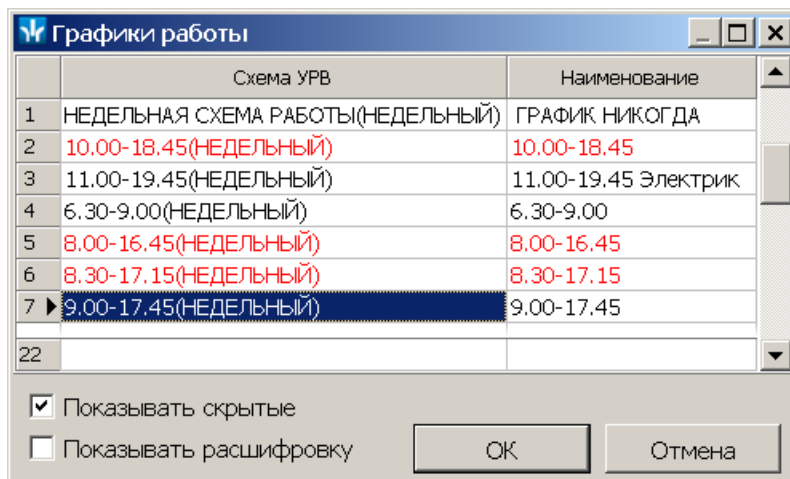 Графики работы
Схема УРВ Наименование
1 НЕДЕЛЬНАЯ СХЕМА РАБОТЫ(НЕДЕЛЬНЫЙ) ГРАФИК НИКОГДА
2 10.00-18.45(НЕДЕЛЬНЫЙ) 10.00-18.45
3 11.00-19.45(НЕДЕЛЬНЫЙ) 11.00-19.45 Электрик
4 6.30-9.00(НЕДЕЛЬНЫЙ) 6.30-9.00
5 8.00-16.45(НЕДЕЛЬНЫЙ) 8.00-16.45
6 8.30-17.15(НЕДЕЛЬНЫЙ) 8.30-17.15
7 9.00-17.45(НЕДЕЛЬНЫЙ) 9.00-17.45
22
Показывать скрытые
Показывать расшифровку ОК Отмена